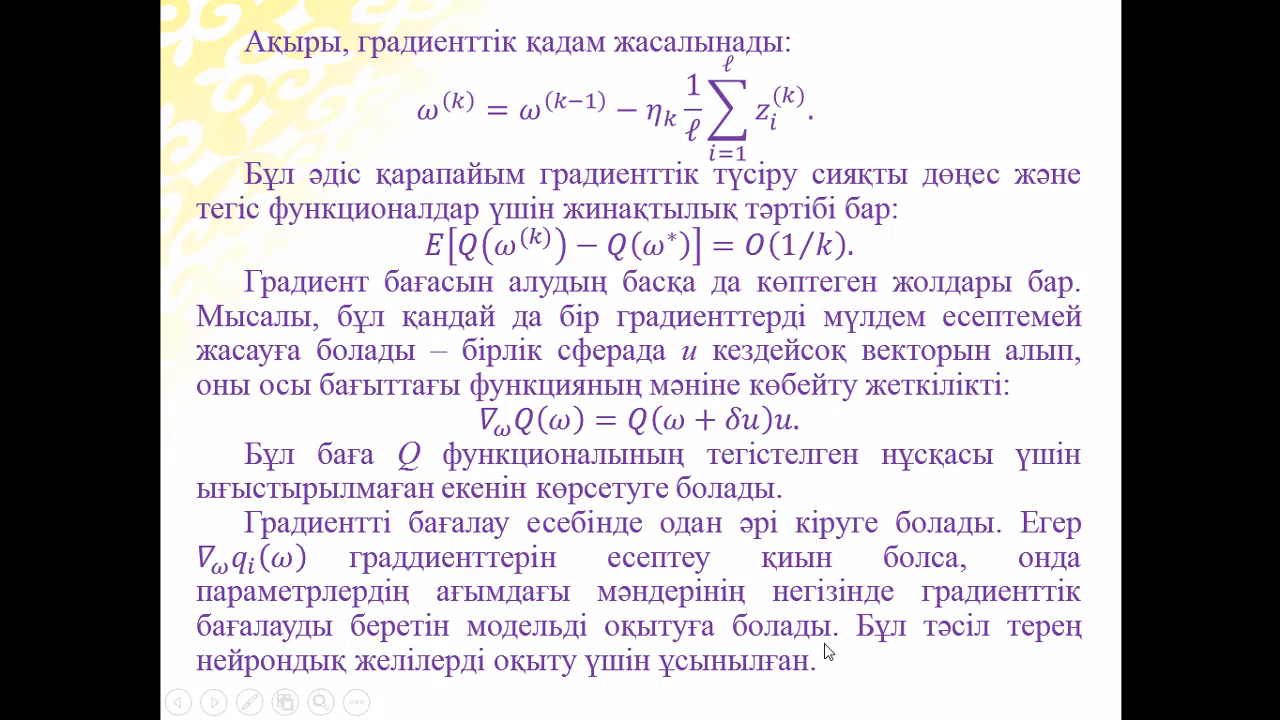 Ақыры, градиенттік қадам жасалынады:
ω^(k) = ω^(k−1) − η_k 1/ℓ ∑_{i=1}^{ℓ} z_i^(k).
Бұл әдіс қарапайым градиенттік түсіру сияқты дөңес және
тегіс функционалдар үшін жинақтылық тәртібі бар:
E[Q(ω^(k)) − Q(ω*)] = O(1/k).
Градиент бағасын алудың басқа да көптеген жолдары бар.
Мысалы, бұл қандай да бір градиенттерді мүлдем есептемей
жасауға болады – бірлік сферада u кездейсоқ векторын алып,
оны осы бағыттағы функцияның мәніне көбейту жеткілікті:
∇_ω Q(ω) = Q(ω + δu)u.
Бұл баға Q функционалының тегістелген нұсқасы үшін
ығыстырылмаған екенін көрсетуге болады.
Градиентті бағалау есебінде одан әрі кіруге болады. Егер
∇_ω q_i(ω) граддиенттерін есептеу қиын болса, онда
параметрлердің ағымдағы мәндерінің негізінде градиенттік
бағалауды беретін модельді оқытуға болады. Бұл тәсіл терең
нейрондық желілерді оқыту үшін ұсынылған.